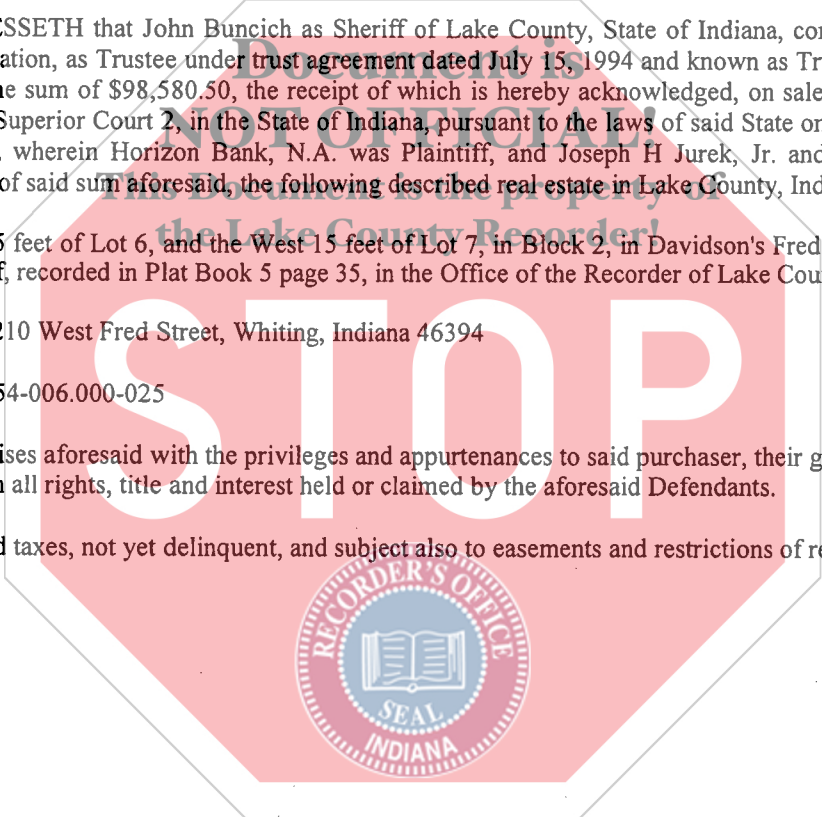 SSETH that John Buncich as Sheriff of Lake County, State of Indiana, co
Document is
ation, as Trustee under trust agreement dated July 15, 1994 and known as Tr
e sum of $98,580.50, the receipt of which is hereby acknowledged, on sale
NOT OFFICIAL!
Superior Court 2, in the State of Indiana, pursuant to the laws of said State on
wherein Horizon Bank, N.A. was Plaintiff, and Joseph H Jurek, Jr. and
This Document is the property of
of said sum aforesaid, the following described real estate in Lake County, Ind
the Lake County Recorder!
5 feet of Lot 6, and the West 15 feet of Lot 7, in Block 2, in Davidson's Fred
f, recorded in Plat Book 5 page 35, in the Office of the Recorder of Lake Cou
210 West Fred Street, Whiting, Indiana 46394
STOP
54-006.000-025
ises aforesaid with the privileges and appurtenances to said purchaser, their g
all rights, title and interest held or claimed by the aforesaid Defendants.
d taxes, not yet delinquent, and subject also to easements and restrictions of re
RECORDER'S OFFICE
SEAL
INDIANA